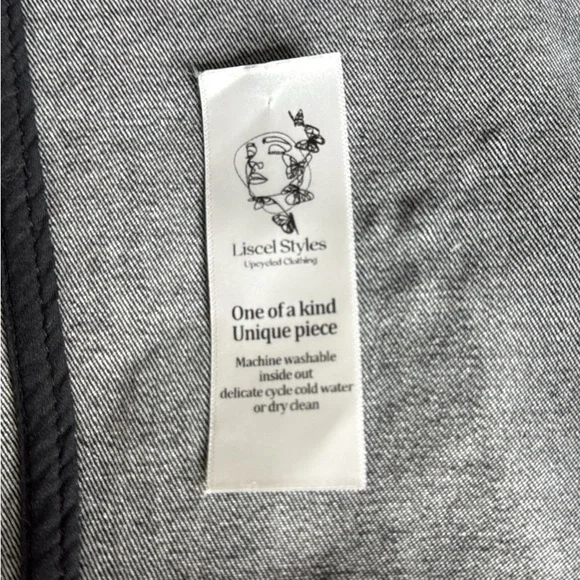 Liscel Styles
Upcycled Clothing
One of a kind
Unique piece
Machine washable
inside out
delicate cycle cold water
or dry clean